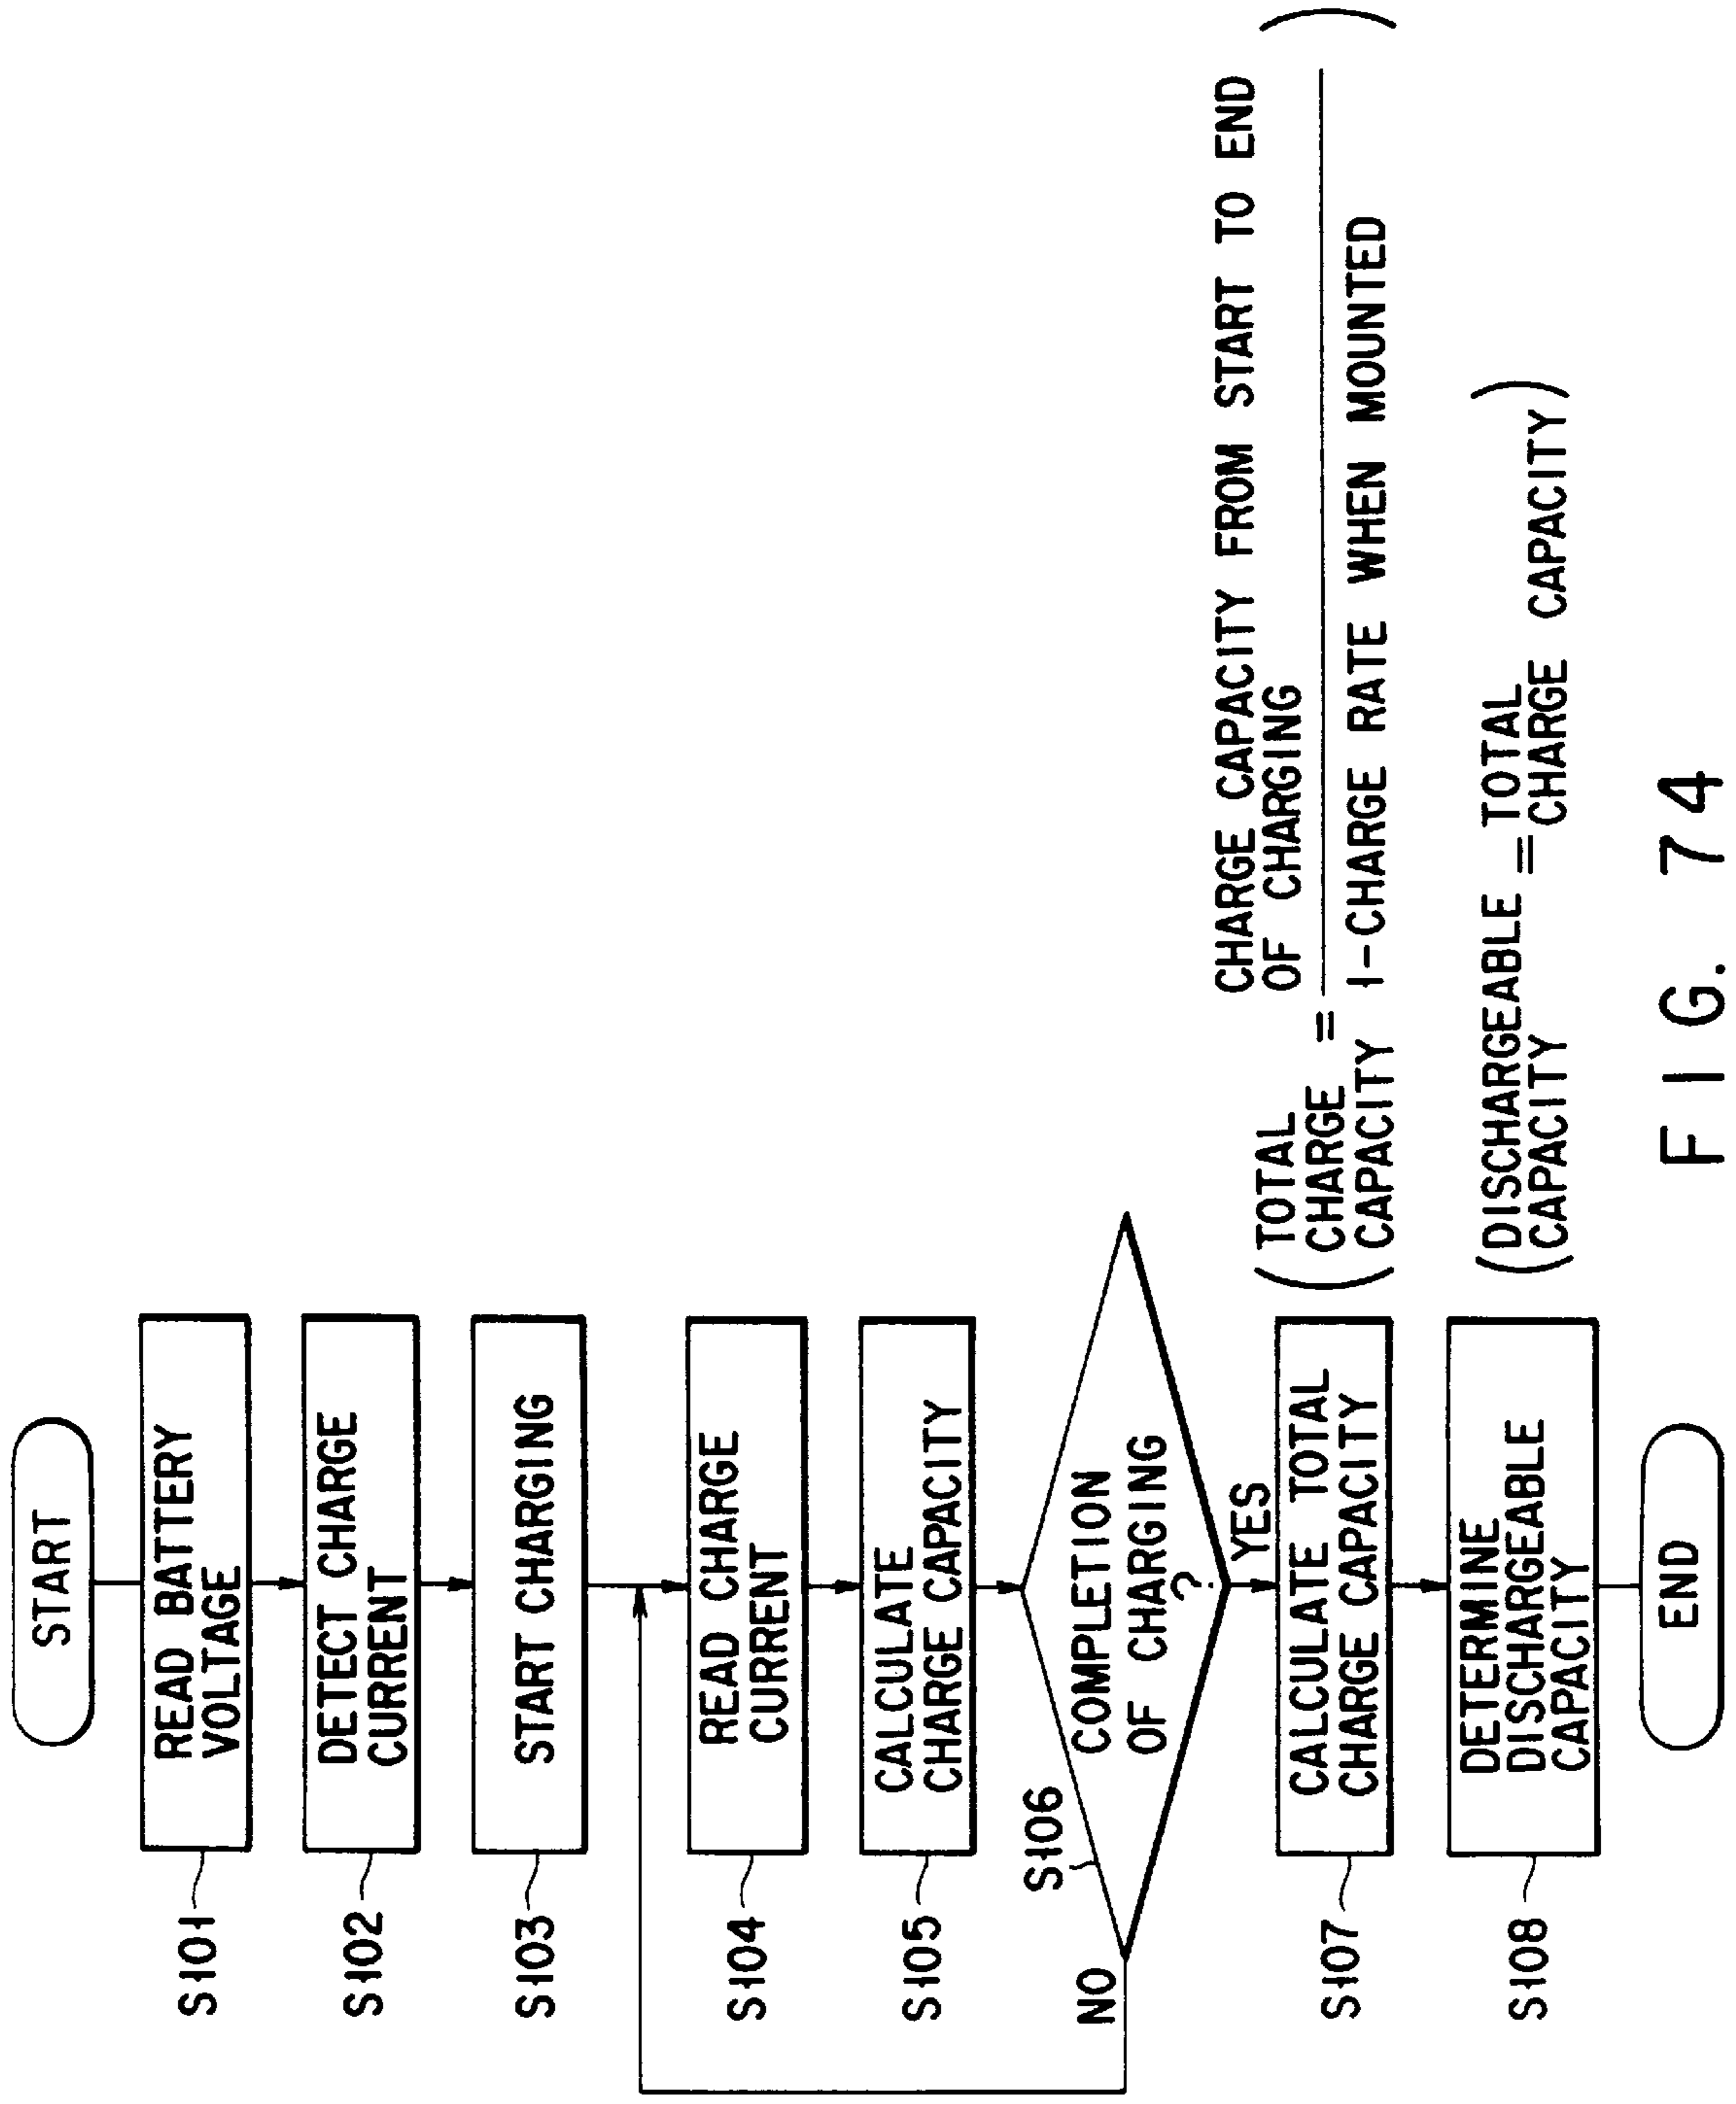 START
S101
READ BATTERY
VOLTAGE
S102
DETECT CHARGE
CURRENT
S103
START CHARGING
S104
READ CHARGE
CURRENT
S105
CALCULATE
CHARGE CAPACITY
S106
COMPLETION
OF CHARGING
?
NO
YES
S107
CALCULATE TOTAL
CHARGE CAPACITY
(TOTAL
CHARGE =
CAPACITY
CHARGE CAPACITY FROM START TO END
OF CHARGING
1-CHARGE RATE WHEN MOUNTED)
S108
DETERMINE
DISCHARGEABLE
CAPACITY
(DISCHARGEABLE = TOTAL
CAPACITY CHARGE CAPACITY)
END
FIG. 74